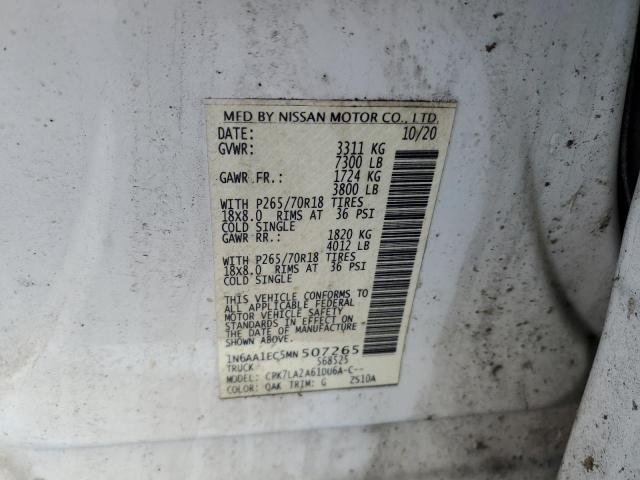 MFD BY NISSAN MOTOR CO., LTD.
DATE: 10/20
GVWR: 3311 KG
7300 LB
GAWR FR.: 1724 KG
3800 LB
WITH P265/70R18 TIRES
18x8.0 RIMS AT 36 PSI
COLD SINGLE
GAWR RR.: 1820 KG
4012 LB
WITH P265/70R18 TIRES
18x8.0 RIMS AT 36 PSI
COLD SINGLE
THIS VEHICLE CONFORMS TO
ALL APPLICABLE FEDERAL
MOTOR VEHICLE SAFETY
STANDARDS IN EFFECT ON
THE DATE OF MANUFACTURE
SHOWN ABOVE.
1N6AA1EC5MN 507265
TRUCK 568525
MODEL: CRK7LA2A61DU6A-C--
COLOR: QAK TRIM: G Z510A